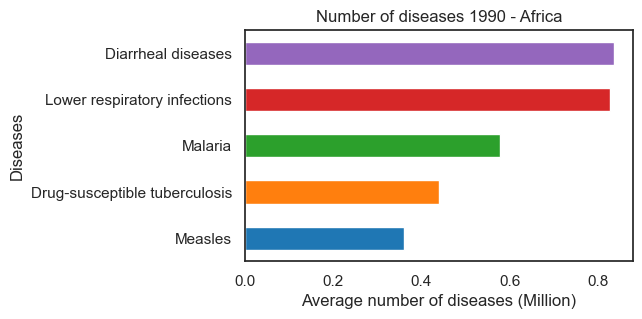 Number of diseases 1990 - Africa
Diseases
Diarrheal diseases
Lower respiratory infections
Malaria
Drug-susceptible tuberculosis
Measles
0.0 0.2 0.4 0.6 0.8
Average number of diseases (Million)